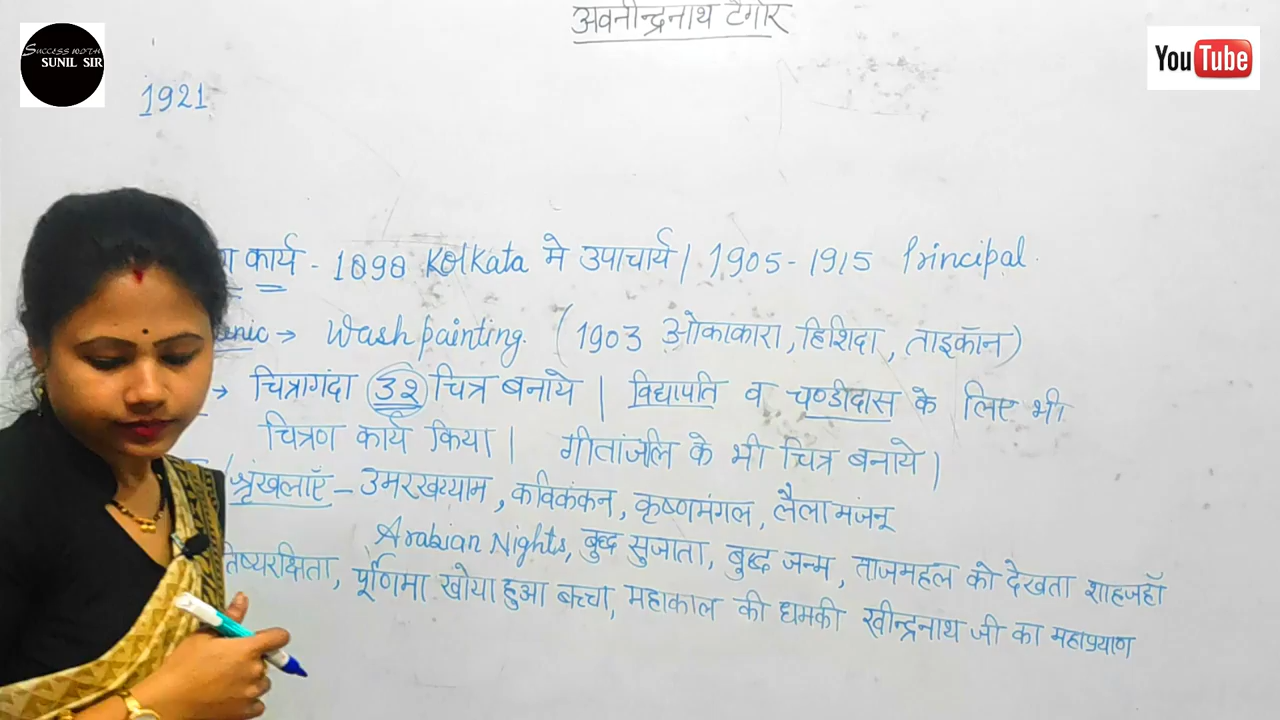 अवनीन्द्रनाथ टैगोर
SUCCESS WITH
SUNIL SIR
YouTube
1921
कार्य - 1898 Kolkata मे उपाचार्य | 1905-1915 Principal.
→ Wash painting. (1903 ओकाकारा, हिशिदा, ताइकॉन)
→ चित्रागंदा 32 चित्र बनाये | विद्यापति व चण्डीदास के लिए भी
चित्रण कार्य किया | गीतांजलि के भी चित्र बनाये |
श्रृंखलाएँ - उमरखय्याम, कविकंकन, कृष्णमंगल, लैला मंजनू
Arabian Nights, बुद्ध सुजाता, बुद्ध जन्म, ताजमहल को देखता शाहजहाँ
तिष्यरक्षिता, पूर्णिमा खोया हुआ बच्चा, महाकाल की धमकी रवीन्द्रनाथ जी का महाप्रयाण